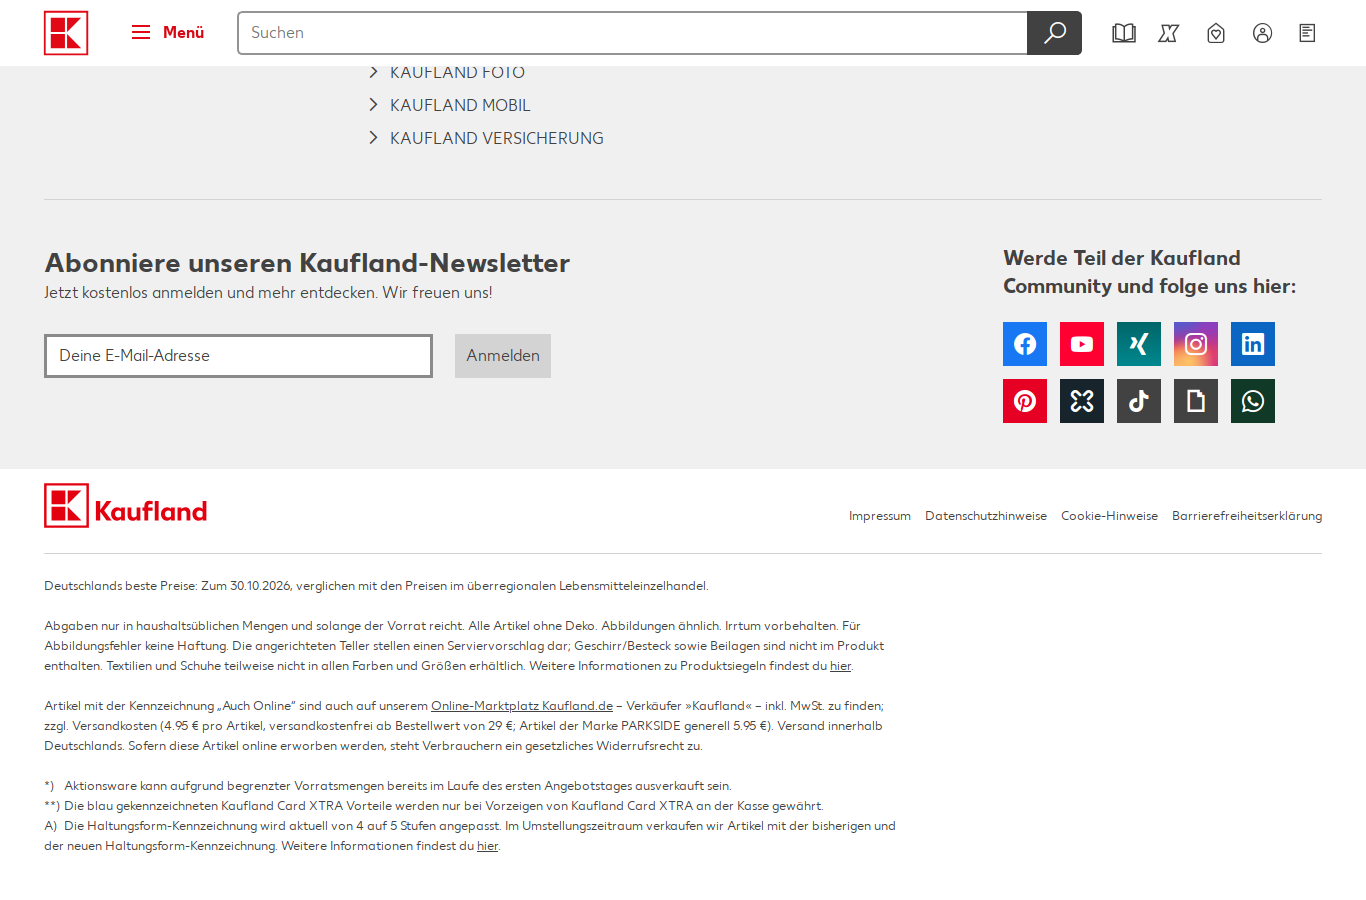 Menü
Suchen
KAUFLAND FOTO
KAUFLAND MOBIL
KAUFLAND VERSICHERUNG
Abonniere unseren Kaufland-Newsletter
Jetzt kostenlos anmelden und mehr entdecken. Wir freuen uns!
Deine E-Mail-Adresse
Anmelden
Werde Teil der Kaufland
Community und folge uns hier:
Kaufland
Impressum Datenschutzhinweise Cookie-Hinweise Barrierefreiheitserklärung
Deutschlands beste Preise: Zum 30.10.2026, verglichen mit den Preisen im überregionalen Lebensmitteleinzelhandel.
Abgaben nur in haushaltsüblichen Mengen und solange der Vorrat reicht. Alle Artikel ohne Deko. Abbildungen ähnlich. Irrtum vorbehalten. Für
Abbildungsfehler keine Haftung. Die angerichteten Teller stellen einen Serviervorschlag dar; Geschirr/Besteck sowie Beilagen sind nicht im Produkt
enthalten. Textilien und Schuhe teilweise nicht in allen Farben und Größen erhältlich. Weitere Informationen zu Produktsiegeln findest du hier.
Artikel mit der Kennzeichnung „Auch Online“ sind auch auf unserem Online-Marktplatz Kaufland.de – Verkäufer »Kaufland« – inkl. MwSt. zu finden;
zzgl. Versandkosten (4.95 € pro Artikel, versandkostenfrei ab Bestellwert von 29 €; Artikel der Marke PARKSIDE generell 5.95 €). Versand innerhalb
Deutschlands. Sofern diese Artikel online erworben werden, steht Verbrauchern ein gesetzliches Widerrufsrecht zu.
*) Aktionsware kann aufgrund begrenzter Vorratsmengen bereits im Laufe des ersten Angebotstages ausverkauft sein.
**) Die blau gekennzeichneten Kaufland Card XTRA Vorteile werden nur bei Vorzeigen von Kaufland Card XTRA an der Kasse gewährt.
A) Die Haltungsform-Kennzeichnung wird aktuell von 4 auf 5 Stufen angepasst. Im Umstellungszeitraum verkaufen wir Artikel mit der bisherigen und
der neuen Haltungsform-Kennzeichnung. Weitere Informationen findest du hier.